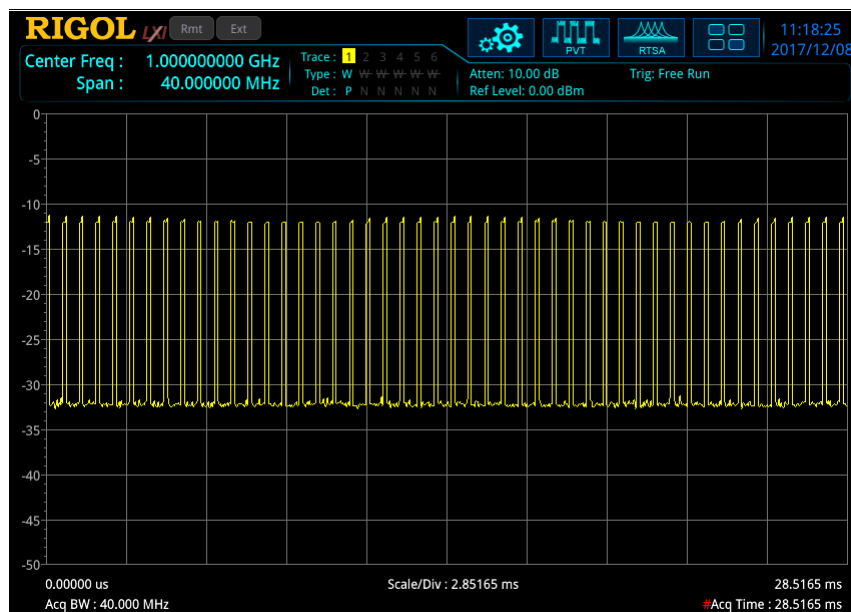 RIGOL LXI Rmt Ext
PVT RTSA
11:18:25
2017/12/08
Center Freq : 1.000000000 GHz
Span : 40.000000 MHz
Trace : 1 2 3 4 5 6
Type : W W W W W W
Det : P N N N N N
Atten: 10.00 dB
Trig: Free Run
Ref Level: 0.00 dBm
0
-5
-10
-15
-20
-25
-30
-35
-40
-45
-50
0.00000 us
Scale/Div : 2.85165 ms
28.5165 ms
Acq BW : 40.000 MHz
#Acq Time : 28.5165 ms